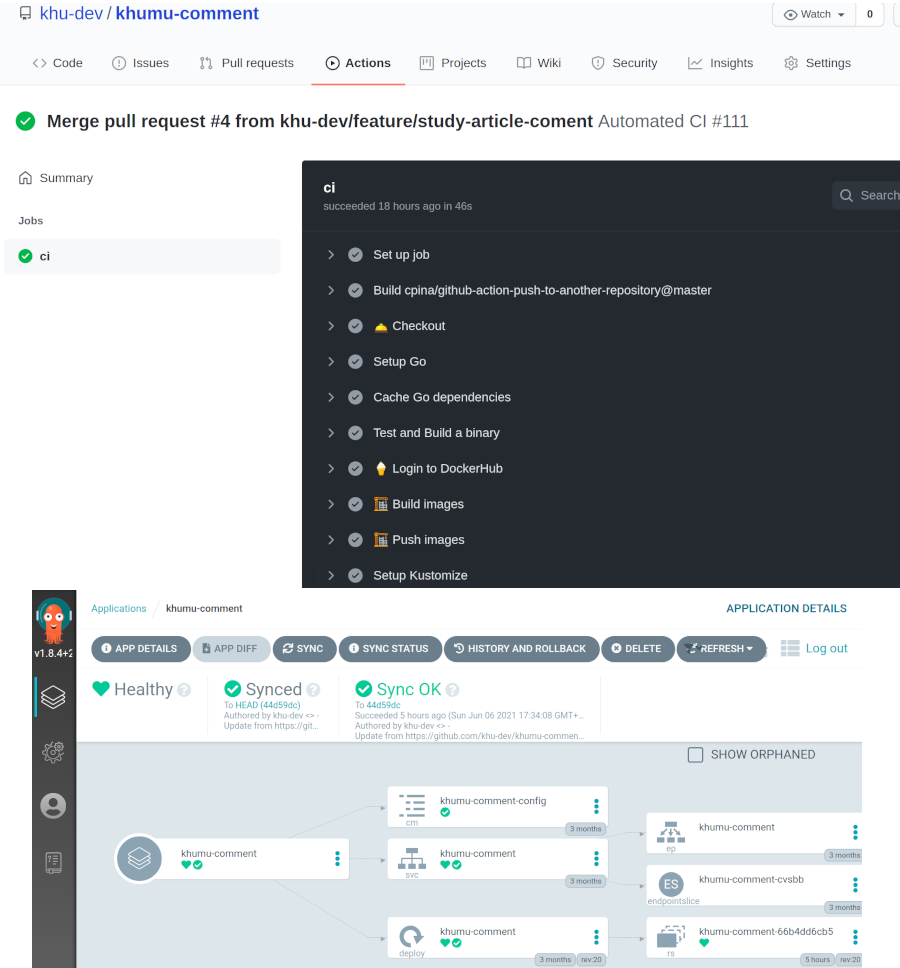 khu-dev / khumu-comment
Watch 0
Code Issues Pull requests Actions Projects Wiki Security Insights Settings
Merge pull request #4 from khu-dev/feature/study-article-coment Automated CI #111
Summary
Jobs
ci
ci
succeeded 18 hours ago in 46s
Search
Set up job
Build cpina/github-action-push-to-another-repository@master
Checkout
Setup Go
Cache Go dependencies
Test and Build a binary
Login to DockerHub
Build images
Push images
Setup Kustomize
v1.8.4+2
Applications / khumu-comment APPLICATION DETAILS
APP DETAILS APP DIFF SYNC SYNC STATUS HISTORY AND ROLLBACK DELETE REFRESH Log out
Healthy
Synced
To HEAD (44d59dc)
Authored by khu-dev <> -
Update from https://git...
Sync OK
To 44d59dc
Succeeded 5 hours ago (Sun Jun 06 2021 17:34:08 GMT+...
Authored by khu-dev <> -
Update from https://github.com/khu-dev/khumu-commen...
SHOW ORPHANED
khumu-comment
cm
khumu-comment-config
3 months
svc
khumu-comment
3 months
deploy
khumu-comment
3 months rev:20
ep
khumu-comment
3 months
ES
endpointslice
khumu-comment-cvsbb
3 months
rs
khumu-comment-66b4dd6cb5
5 hours rev:20